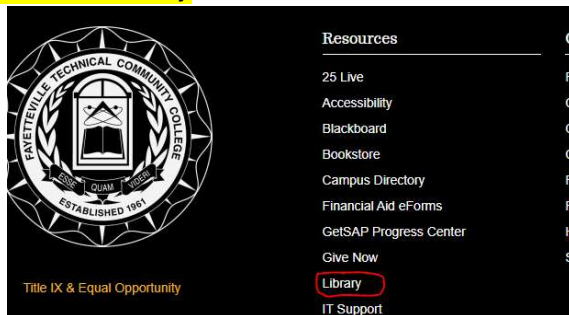 FAYETTEVILLE TECHNICAL COMMUNITY COLLEGE
ESSE QUAM VIDERI
ESTABLISHED 1961
Title IX & Equal Opportunity
Resources
25 Live
Accessibility
Blackboard
Bookstore
Campus Directory
Financial Aid eForms
GetSAP Progress Center
Give Now
Library
IT Support